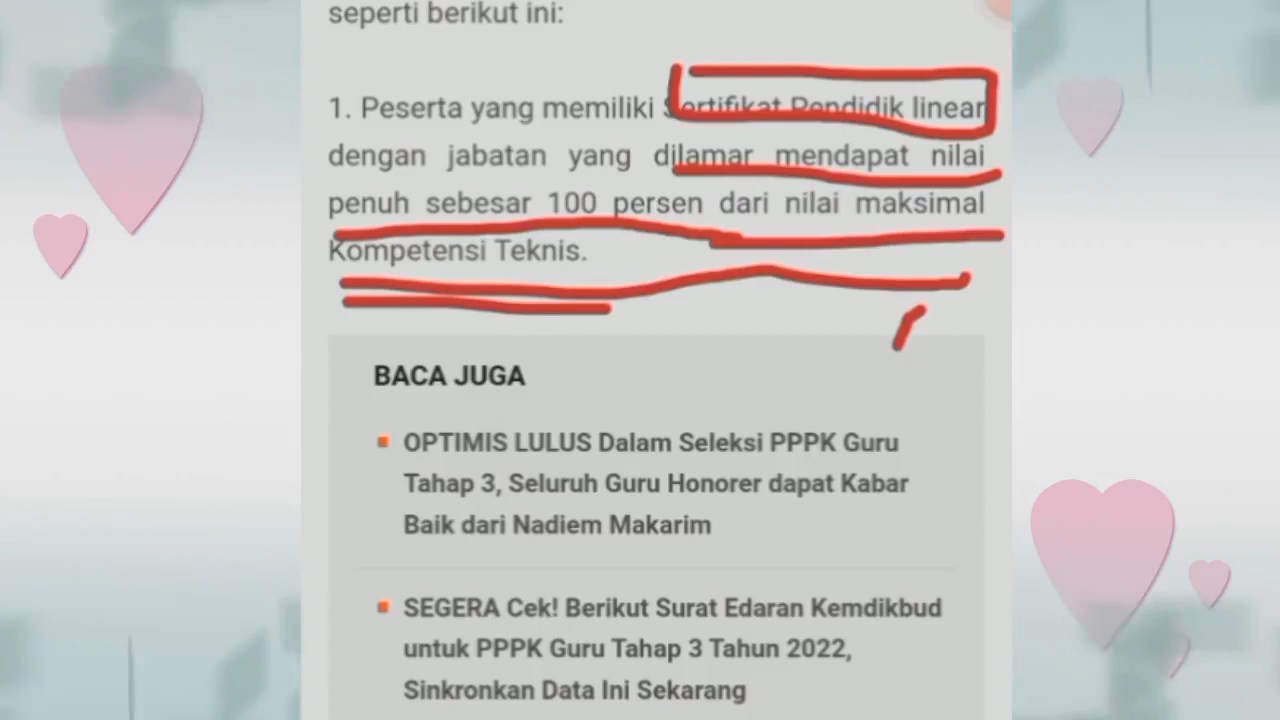 seperti berikut ini:
1. Peserta yang memiliki Sertifikat Pendidik linear
dengan jabatan yang dilamar mendapat nilai
penuh sebesar 100 persen dari nilai maksimal
Kompetensi Teknis.
BACA JUGA
OPTIMIS LULUS Dalam Seleksi PPPK Guru
Tahap 3, Seluruh Guru Honorer dapat Kabar
Baik dari Nadiem Makarim
SEGERA Cek! Berikut Surat Edaran Kemdikbud
untuk PPPK Guru Tahap 3 Tahun 2022,
Sinkronkan Data Ini Sekarang